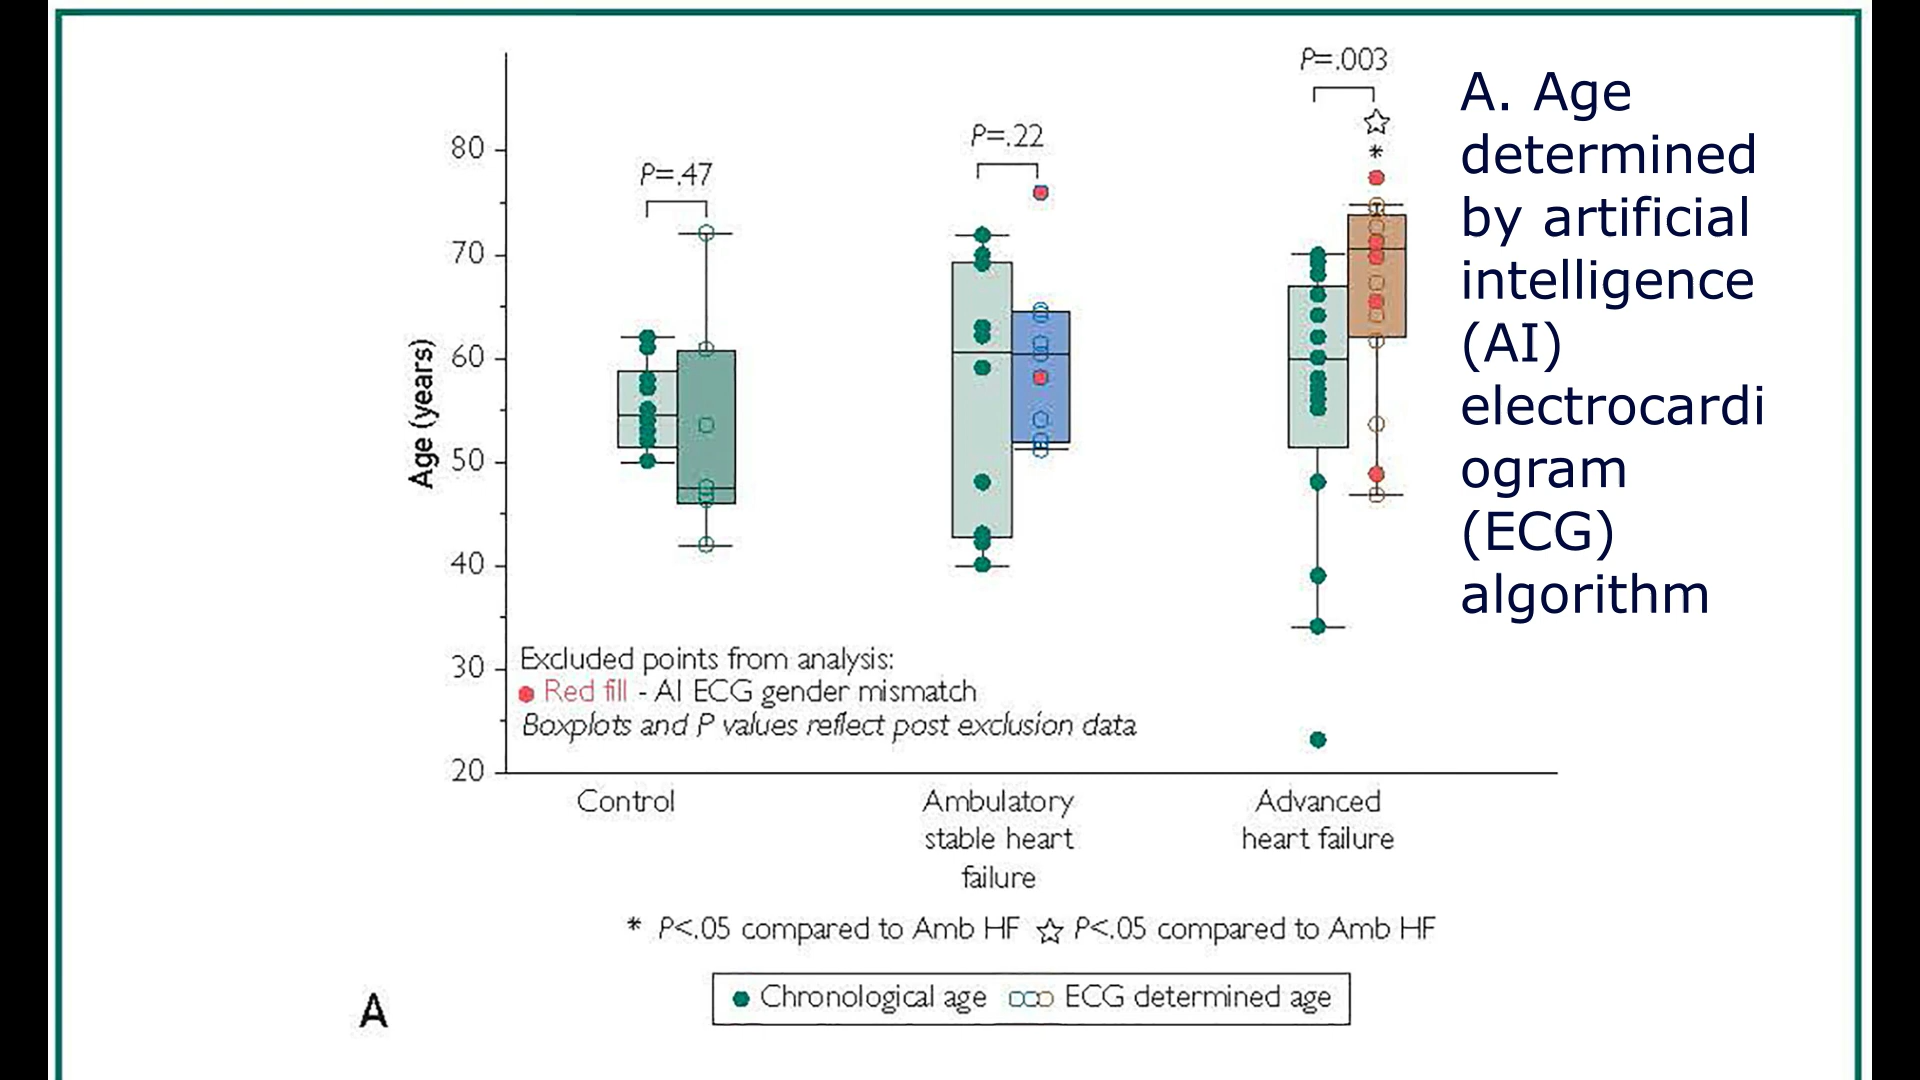 P=.003
P=.22
P=.47
A. Age
determined
by artificial
intelligence
(AI)
electrocardi
ogram
(ECG)
algorithm
☆
*
Age (years)
80
70
60
50
40
30
20
Excluded points from analysis:
Red fill - AI ECG gender mismatch
Boxplots and P values reflect post exclusion data
Control
Ambulatory
stable heart
failure
Advanced
heart failure
* P<.05 compared to Amb HF ☆ P<.05 compared to Amb HF
Chronological age ECG determined age
A